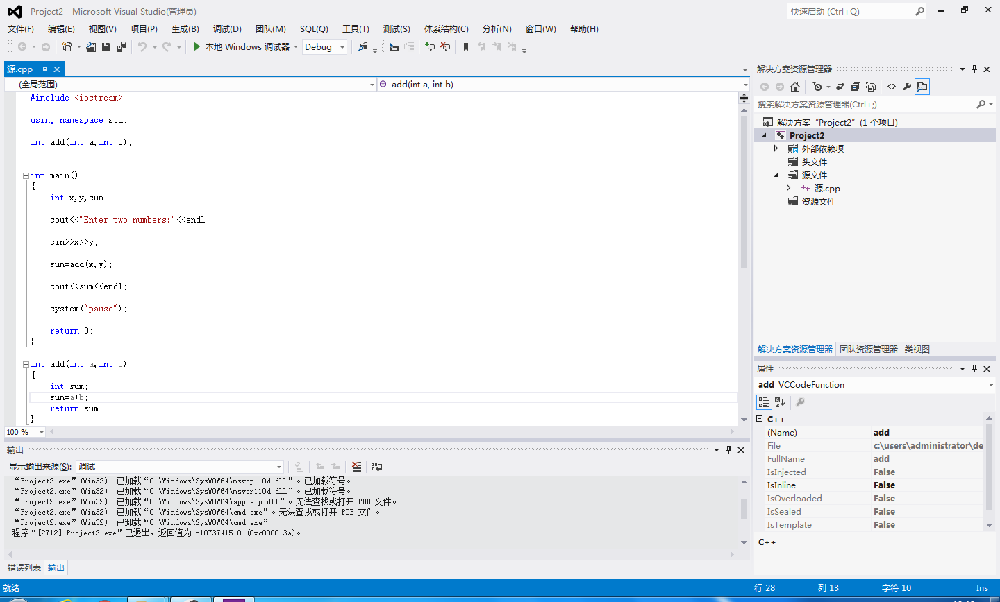 Project2 - Microsoft Visual Studio(管理员)
快速启动 (Ctrl+Q)
文件(F) 编辑(E) 视图(V) 项目(P) 生成(B) 调试(D) 团队(M) SQL(Q) 工具(T) 测试(S) 体系结构(C) 分析(N) 窗口(W) 帮助(H)
本地 Windows 调试器 Debug
源.cpp
(全局范围) add(int a, int b)
#include <iostream>
using namespace std;
int add(int a,int b);
int main()
{
int x,y,sum;
cout<<"Enter two numbers:"<<endl;
cin>>x>>y;
sum=add(x,y);
cout<<sum<<endl;
system("pause");
return 0;
}
int add(int a,int b)
{
int sum;
sum=a+b;
return sum;
}
100 %
输出
显示输出来源(S): 调试
“Project2.exe”(Win32): 已加载“C:\Windows\SysWOW64\msvcp110d.dll”。已加载符号。
“Project2.exe”(Win32): 已加载“C:\Windows\SysWOW64\msvcr110d.dll”。已加载符号。
“Project2.exe”(Win32): 已加载“C:\Windows\SysWOW64\apphelp.dll”。无法查找或打开 PDB 文件。
“Project2.exe”(Win32): 已加载“C:\Windows\SysWOW64\cmd.exe”。无法查找或打开 PDB 文件。
“Project2.exe”(Win32): 已卸载“C:\Windows\SysWOW64\cmd.exe”
程序“[2712] Project2.exe”已退出，返回值为 -1073741510 (0xc000013a)。
错误列表 输出
解决方案资源管理器
搜索解决方案资源管理器(Ctrl+;)
解决方案“Project2”(1 个项目)
Project2
外部依赖项
头文件
源文件
源.cpp
资源文件
解决方案资源管理器 团队资源管理器 类视图
属性
add VCCodeFunction
C++
(Name) add
File c:\users\administrator\de
FullName add
IsInjected False
IsInline False
IsOverloaded False
IsSealed False
IsTemplate False
C++
就绪 行 28 列 13 字符 10 Ins